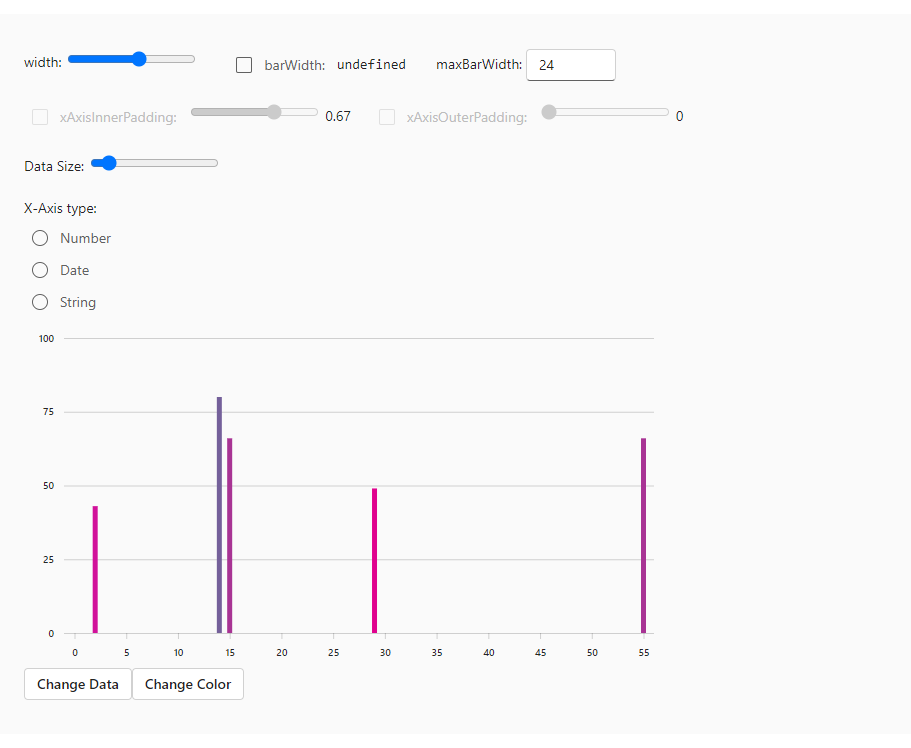 width: barWidth: undefined maxBarWidth: 24
xAxisInnerPadding: 0.67 xAxisOuterPadding: 0
Data Size:
X-Axis type:
Number
Date
String
100
75
50
25
0
0 5 10 15 20 25 30 35 40 45 50 55
Change Data Change Color